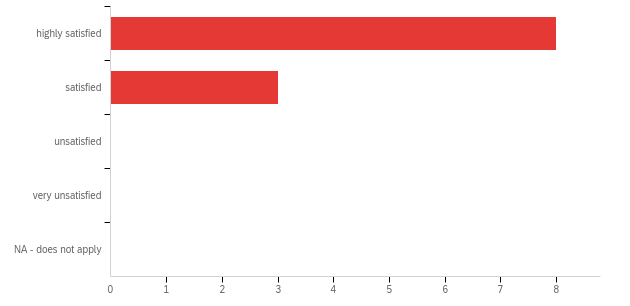 highly satisfied
satisfied
unsatisfied
very unsatisfied
NA - does not apply
0 1 2 3 4 5 6 7 8